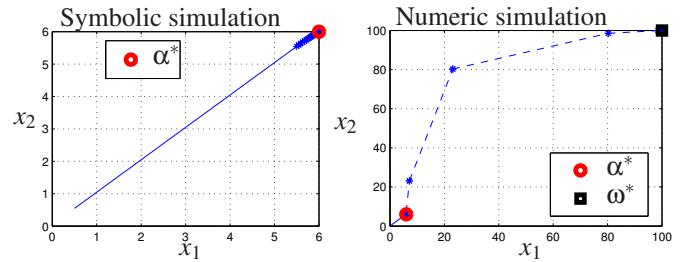 Symbolic simulation
6
5
4
3
2
1
0
x2
α*
0 1 2 3 4 5 6
x1
Numeric simulation
100
80
60
40
20
0
x2
α*
ω*
0 20 40 60 80 100
x1